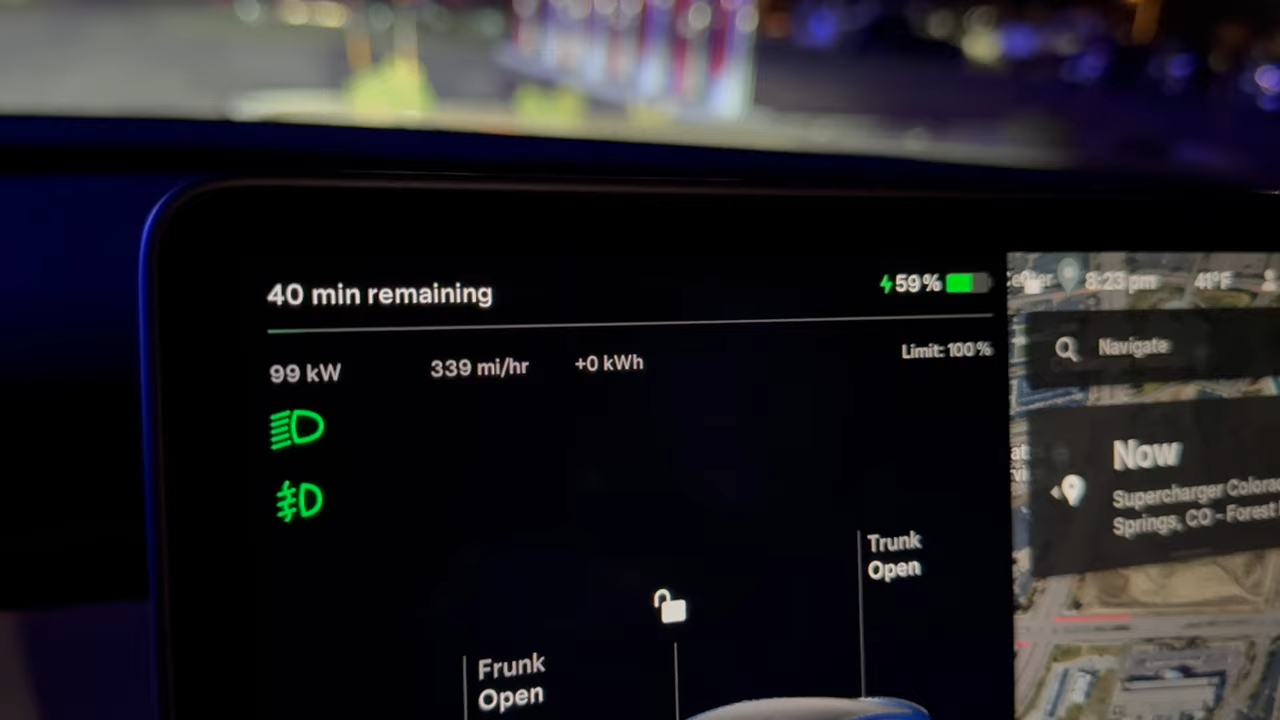 40 min remaining
59%
8:23 pm
41°F
99 kW
339 mi/hr
+0 kWh
Limit: 100%
Navigate
Now
Supercharger Colora
Springs, CO - Forest
Trunk
Open
Frunk
Open